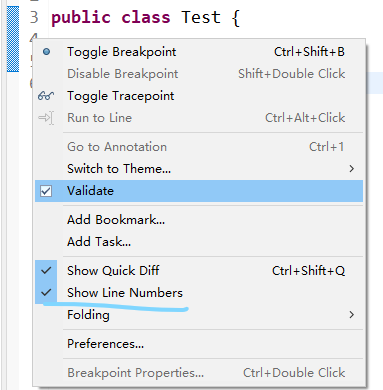 3 public class Test {
Toggle Breakpoint Ctrl+Shift+B
Disable Breakpoint Shift+Double Click
Toggle Tracepoint
Run to Line Ctrl+Alt+Click
Go to Annotation Ctrl+1
Switch to Theme...
Validate
Add Bookmark...
Add Task...
Show Quick Diff Ctrl+Shift+Q
Show Line Numbers
Folding
Preferences...
Breakpoint Properties... Ctrl+Double Click